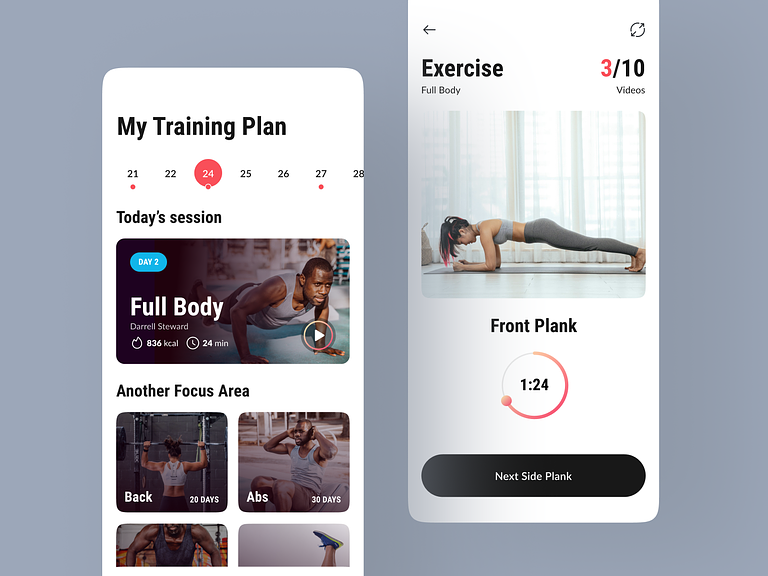 My Training Plan
21 22 24 25 26 27 28
Today's session
DAY 2
Full Body
Darrell Steward
836 kcal 24 min
Another Focus Area
Back 20 DAYS
Abs 30 DAYS
Exercise 3/10
Full Body Videos
Front Plank
1:24
Next Side Plank